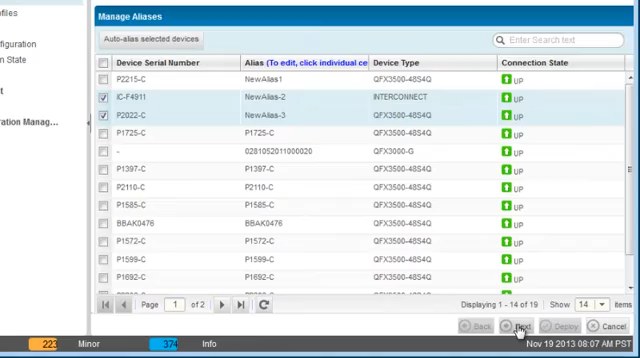 ofiles
Manage Aliases
Auto-alias selected devices
Enter Search text
figuration
n State
Device Serial Number Alias (To edit, click individual ce Device Type Connection State
P2215-C NewAlias1 QFX3500-48S4Q UP
IC-F4911 NewAlias-2 INTERCONNECT UP
P2022-C NewAlias-3 QFX3500-48S4Q UP
t
ration Manag...
P1725-C P1725-C QFX3500-48S4Q UP
- 0281052011000020 QFX3000-G UP
P1397-C P1397-C QFX3500-48S4Q UP
P2110-C P2110-C QFX3500-48S4Q UP
P1585-C P1585-C QFX3500-48S4Q UP
BBAK0476 BBAK0476 QFX3500-48S4Q UP
P1572-C P1572-C QFX3500-48S4Q UP
P1599-C P1599-C QFX3500-48S4Q UP
P1692-C P1692-C QFX3500-48S4Q UP
Page 1 of 2 Displaying 1 - 14 of 19 Show 14 items
Back Next Deploy Cancel
223 Minor 374 Info Nov 19 2013 08:07 AM PST